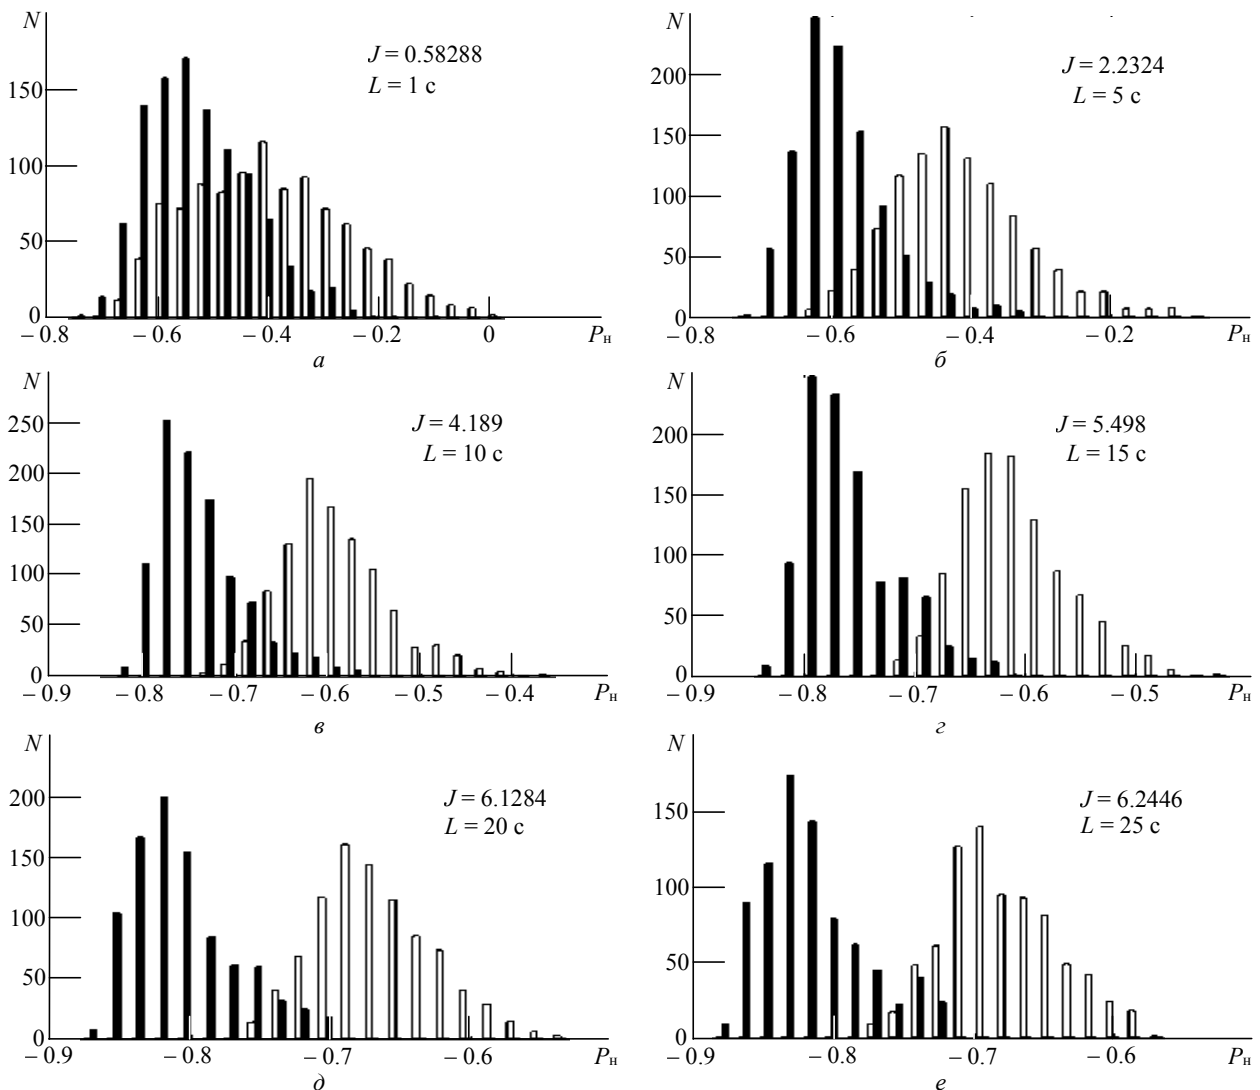 N
J = 0.58288
L = 1 с
150
100
50
0
– 0.8
– 0.6
– 0.4
– 0.2
0
Pн
а
N
J = 2.2324
L = 5 с
200
150
100
50
0
– 0.8
– 0.6
– 0.4
– 0.2
Pн
б
N
J = 4.189
L = 10 с
250
200
150
100
50
0
– 0.9
– 0.8
– 0.7
– 0.6
– 0.5
– 0.4
Pн
в
N
J = 5.498
L = 15 с
200
150
100
50
0
– 0.9
– 0.8
– 0.7
– 0.6
– 0.5
Pн
г
N
J = 6.1284
L = 20 с
200
150
100
50
0
– 0.9
– 0.8
– 0.7
– 0.6
Pн
д
N
J = 6.2446
L = 25 с
150
100
50
0
– 0.9
– 0.8
– 0.7
– 0.6
Pн
е